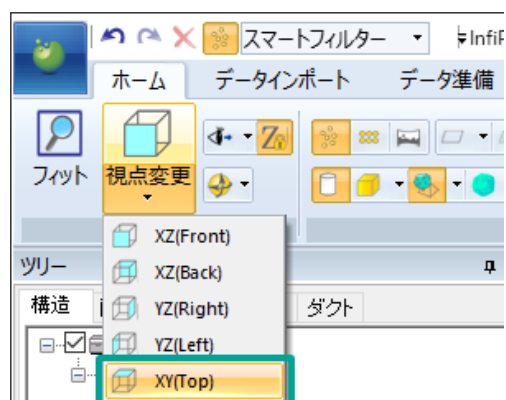 スマートフィルター
ホーム データインポート データ準備
フィット 視点変更
XZ(Front)
ツリー
XZ(Back)
構造 ダクト
YZ(Right)
YZ(Left)
XY(Top)